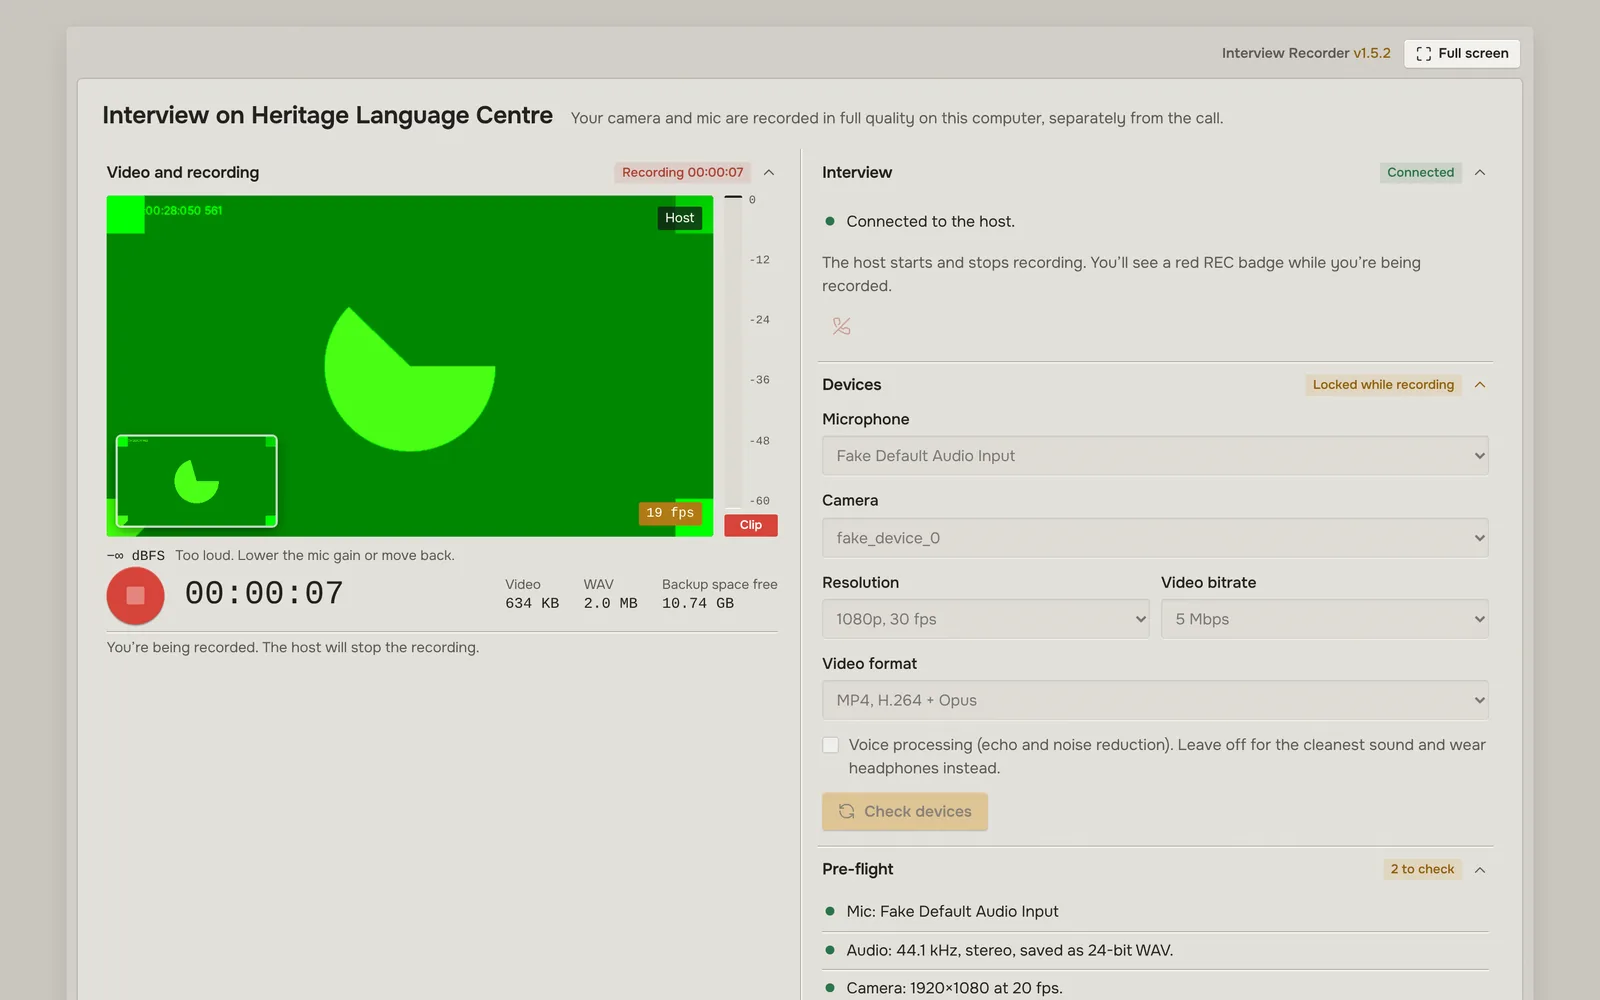 Interview Recorder v1.5.2
Full screen
Interview on Heritage Language Centre
Your camera and mic are recorded in full quality on this computer, separately from the call.
Video and recording
Recording 00:00:07
00:28:050 561
Host
0
-12
-24
-36
-48
-60
19 fps
Clip
−∞ dBFS Too loud. Lower the mic gain or move back.
00:00:07
Video
634 KB
WAV
2.0 MB
Backup space free
10.74 GB
You’re being recorded. The host will stop the recording.
Interview
Connected
Connected to the host.
The host starts and stops recording. You’ll see a red REC badge while you’re being
recorded.
Devices
Locked while recording
Microphone
Fake Default Audio Input
Camera
fake_device_0
Resolution
1080p, 30 fps
Video bitrate
5 Mbps
Video format
MP4, H.264 + Opus
Voice processing (echo and noise reduction). Leave off for the cleanest sound and wear
headphones instead.
Check devices
Pre-flight
2 to check
Mic: Fake Default Audio Input
Audio: 44.1 kHz, stereo, saved as 24-bit WAV.
Camera: 1920×1080 at 20 fps.